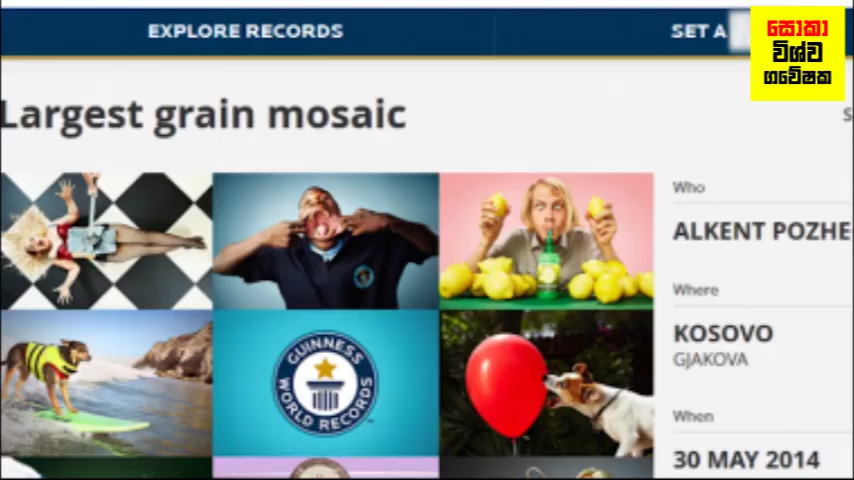 EXPLORE RECORDS
SET A
සොකා
විශ්ව
ගවේෂක
Largest grain mosaic
S
Who
ALKENT POZHE
Where
KOSOVO
GJAKOVA
When
30 MAY 2014
GUINNESS
WORLD RECORDS